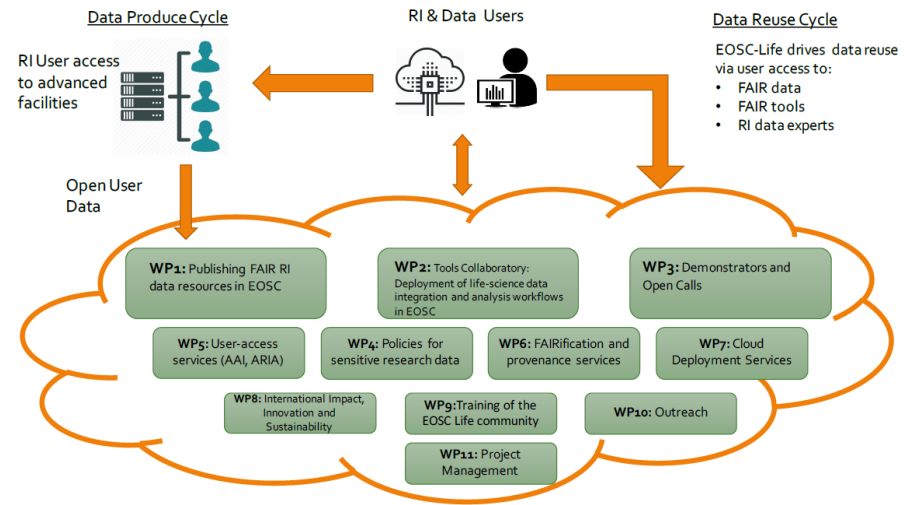 Data Produce Cycle
RI & Data Users
Data Reuse Cycle
RI User access
to advanced
facilities
EOSC-Life drives data reuse
via user access to:
• FAIR data
• FAIR tools
• RI data experts
Open User
Data
WP1: Publishing FAIR RI
data resources in EOSC
WP2: Tools Collaboratory:
Deployment of life-science data
integration and analysis workflows
in EOSC
WP3: Demonstrators and
Open Calls
WP5: User-access
services (AAI, ARIA)
WP4: Policies for
sensitive research data
WP6: FAIRification and
provenance services
WP7: Cloud
Deployment Services
WP8: International Impact,
Innovation and
Sustainability
WP9:Training of the
EOSC Life community
WP10: Outreach
WP11: Project
Management